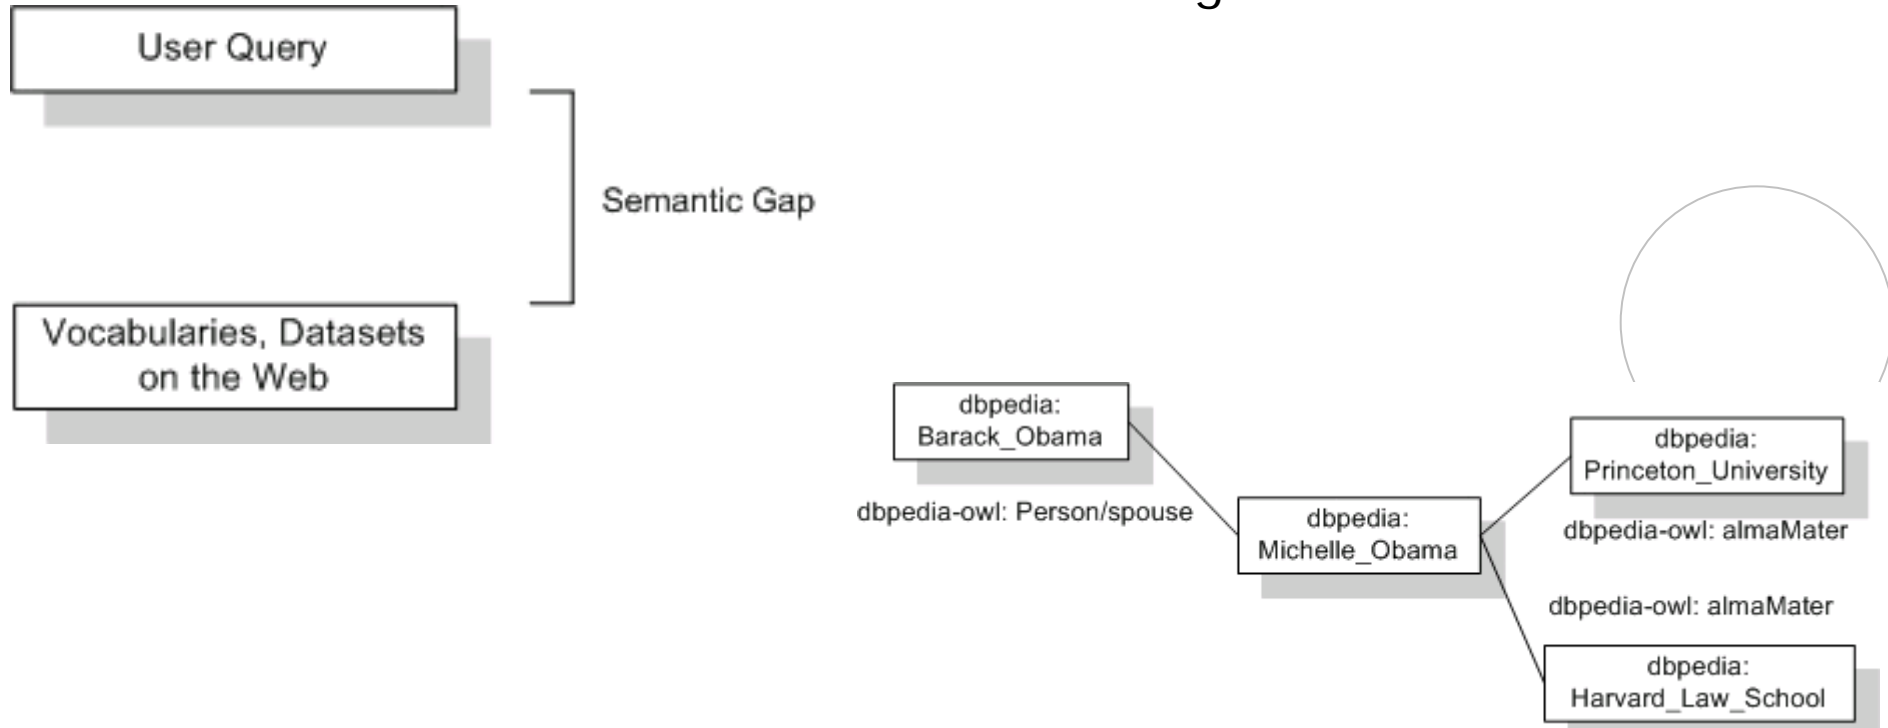 User Query
Semantic Gap
Vocabularies, Datasets
on the Web
dbpedia:
Barack_Obama
dbpedia-owl: Person/spouse
dbpedia:
Michelle_Obama
dbpedia:
Princeton_University
dbpedia-owl: almaMater
dbpedia-owl: almaMater
dbpedia:
Harvard_Law_School